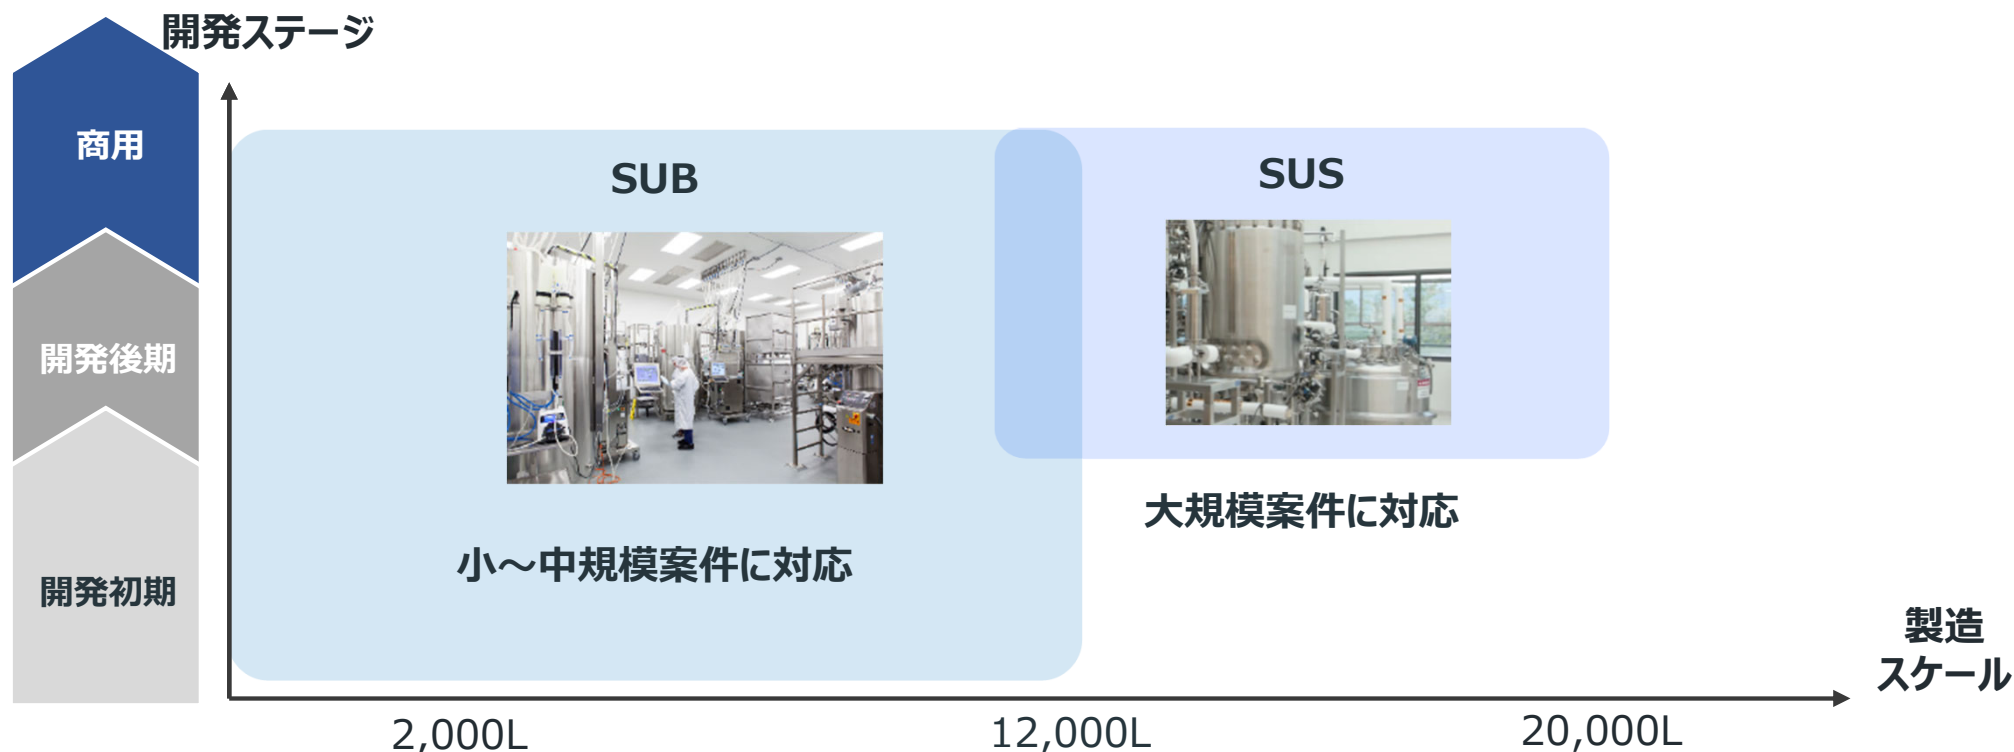 開発ステージ
商用
開発後期
開発初期
SUB
小～中規模案件に対応
SUS
大規模案件に対応
製造
スケール
2,000L
12,000L
20,000L